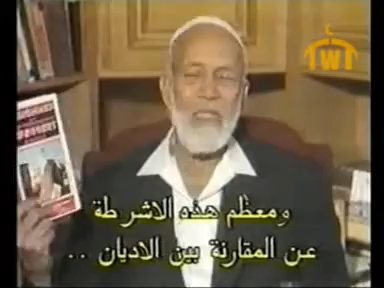 ومعظم هذه الاشرطة
عن المقارنة بين الاديان ..